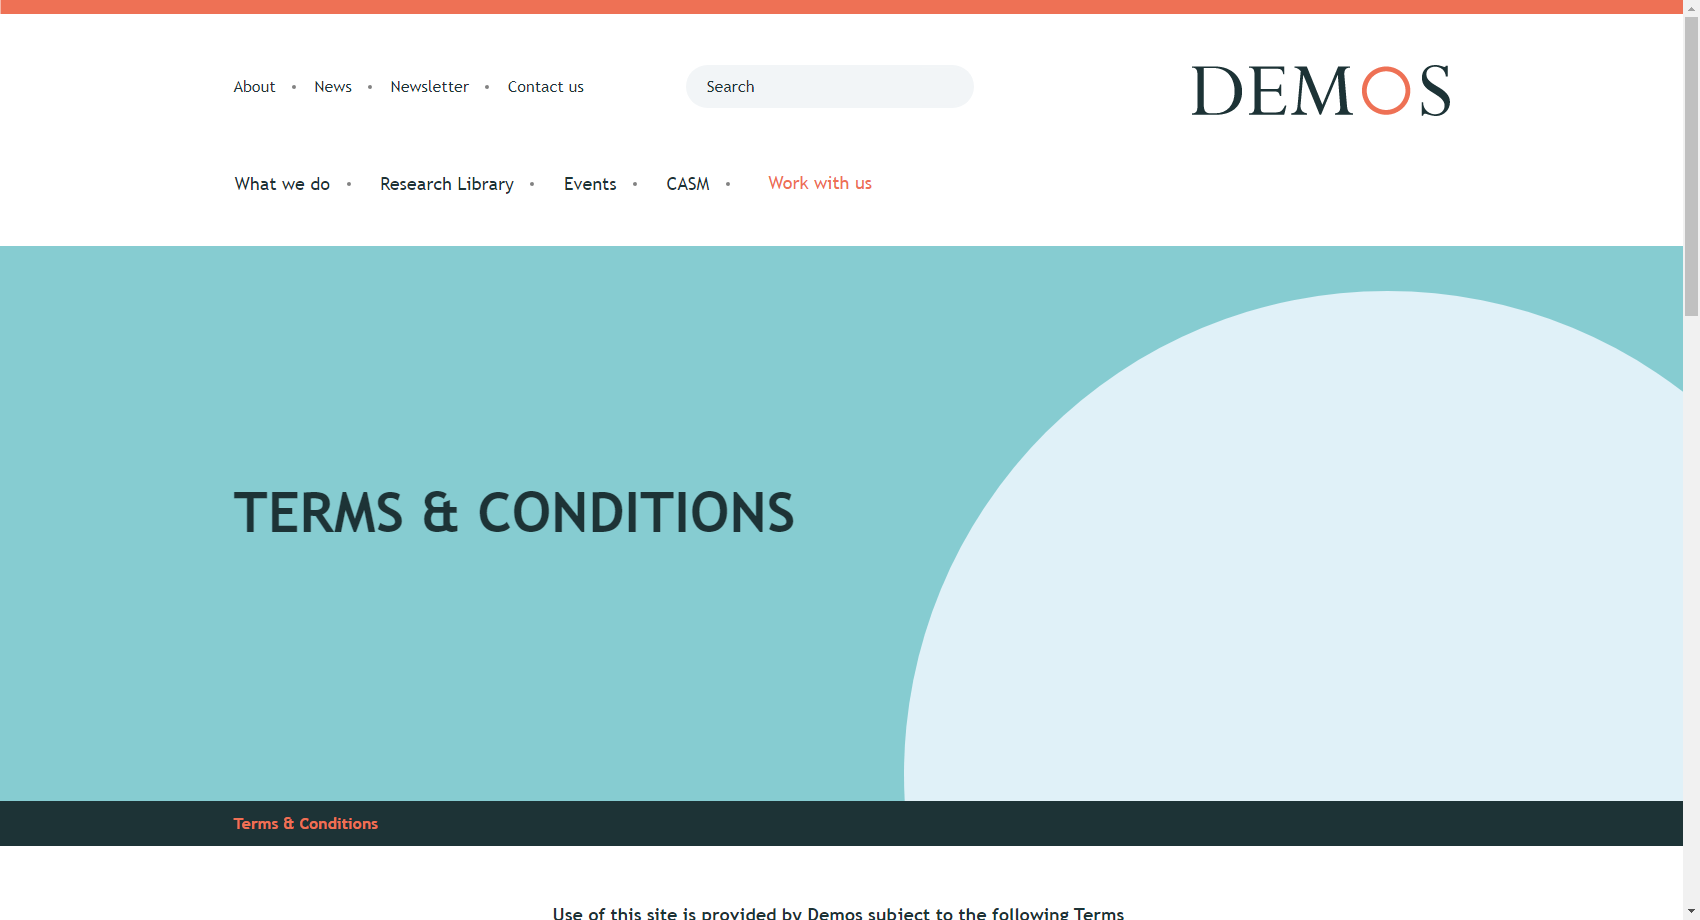 About • News • Newsletter • Contact us
Search
DEMOS
What we do • Research Library • Events • CASM • Work with us
TERMS & CONDITIONS
Terms & Conditions
Use of this site is provided by Demos subject to the following Terms